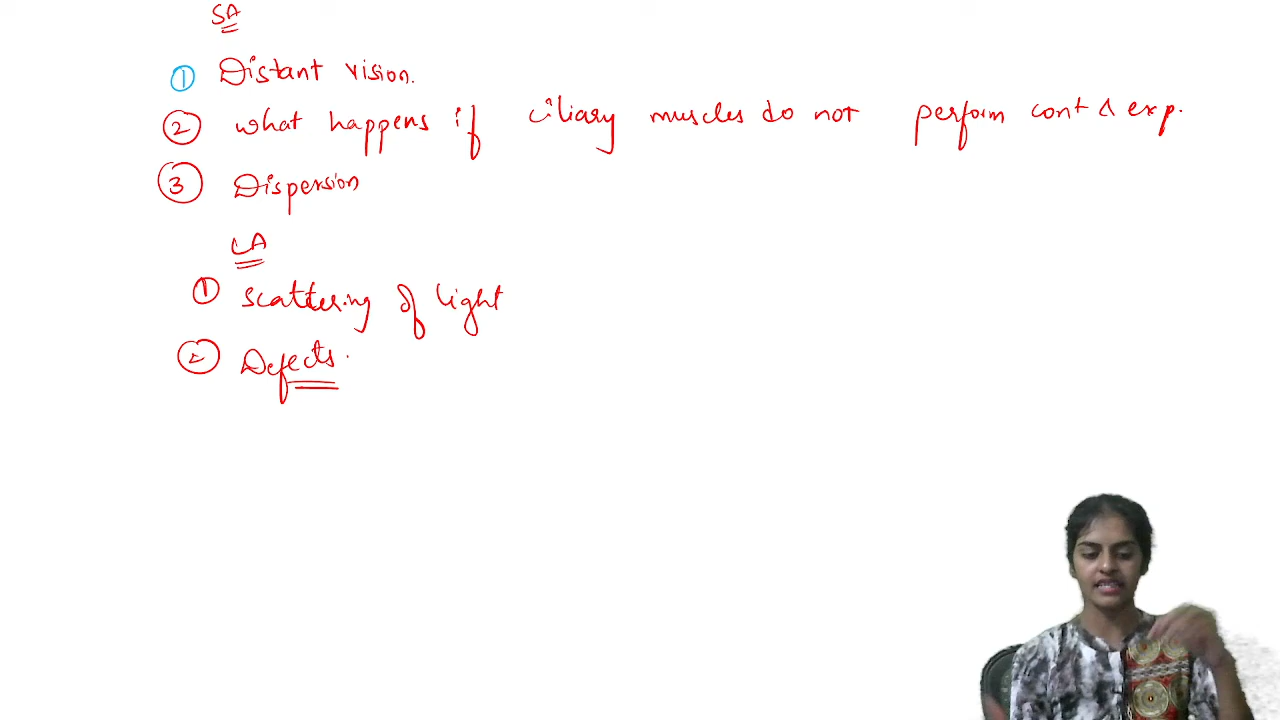 SA
① Distant vision.
② what happens if ciliary muscles do not perform cont & exp.
③ Dispersion
LA
① scattering of light
② Defects.